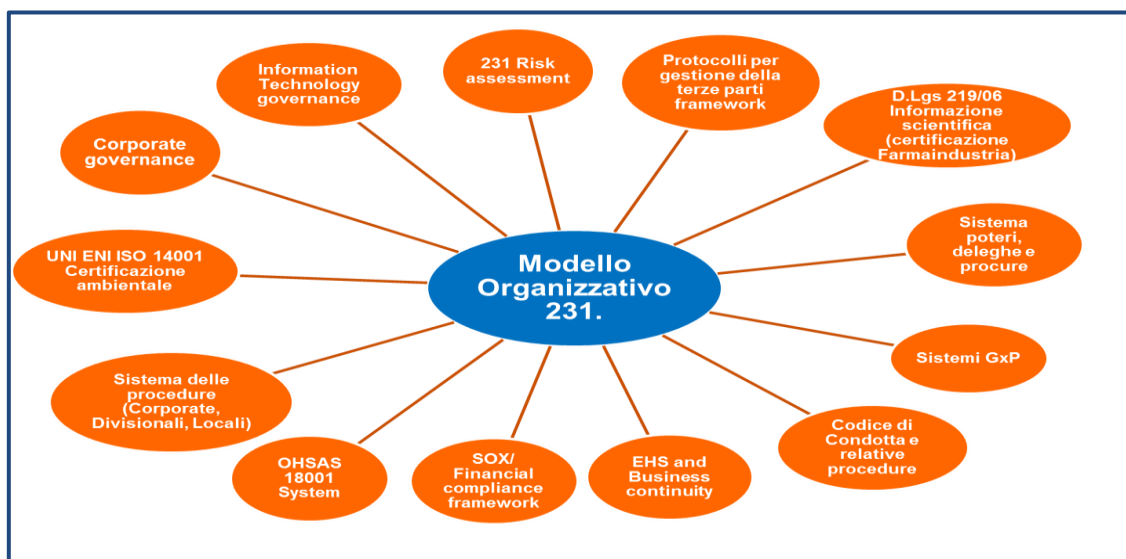 231 Risk
assessment
Protocolli per
gestione della
terze parti
framework
D.Lgs 219/06
Informazione
scientifica
(certificazione
Farmaindustria)
Sistema
poteri,
deleghe e
procure
Sistemi GxP
Codice di
Condotta e
relative
procedure
EHS and
Business
continuity
SOX/
Financial
compliance
framework
OHSAS
18001
System
Sistema delle
procedure
(Corporate,
Divisionali, Locali)
UNI ENI ISO 14001
Certificazione
ambientale
Corporate
governance
Information
Technology
governance
Modello
Organizzativo
231.